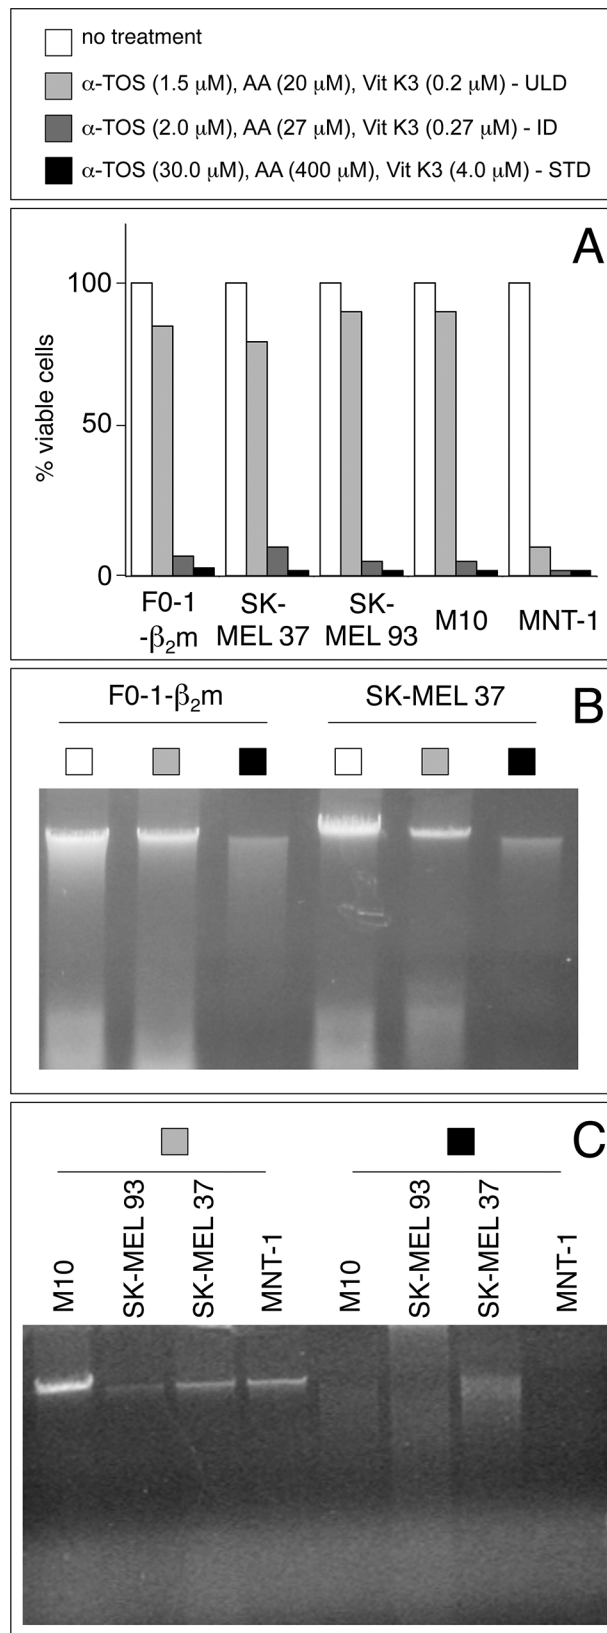 no treatment
α-TOS (1.5 μM), AA (20 μM), Vit K3 (0.2 μM) - ULD
α-TOS (2.0 μM), AA (27 μM), Vit K3 (0.27 μM) - ID
α-TOS (30.0 μM), AA (400 μM), Vit K3 (4.0 μM) - STD
A
100
50
0
% viable cells
F0-1
-β₂m
SK-
MEL 37
SK-
MEL 93
M10
MNT-1
B
F0-1-β₂m
SK-MEL 37
C
M10
SK-MEL 93
SK-MEL 37
MNT-1
M10
SK-MEL 93
SK-MEL 37
MNT-1